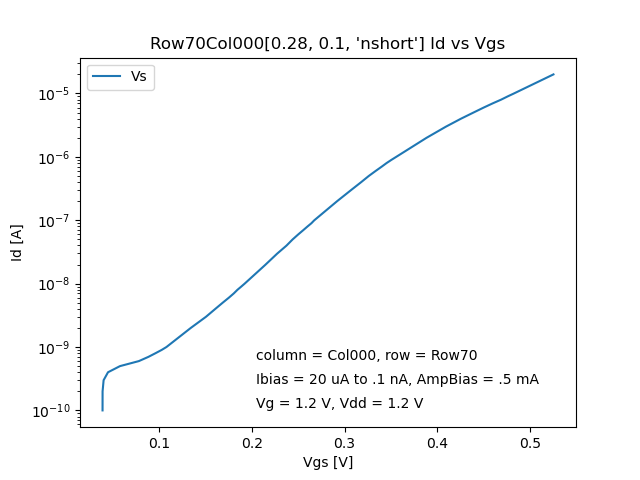 Row70Col000[0.28, 0.1, 'nshort'] Id vs Vgs
Vs
10⁻⁵
10⁻⁶
10⁻⁷
10⁻⁸
10⁻⁹
10⁻¹⁰
Id [A]
column = Col000, row = Row70
Ibias = 20 uA to .1 nA, AmpBias = .5 mA
Vg = 1.2 V, Vdd = 1.2 V
0.1 0.2 0.3 0.4 0.5
Vgs [V]